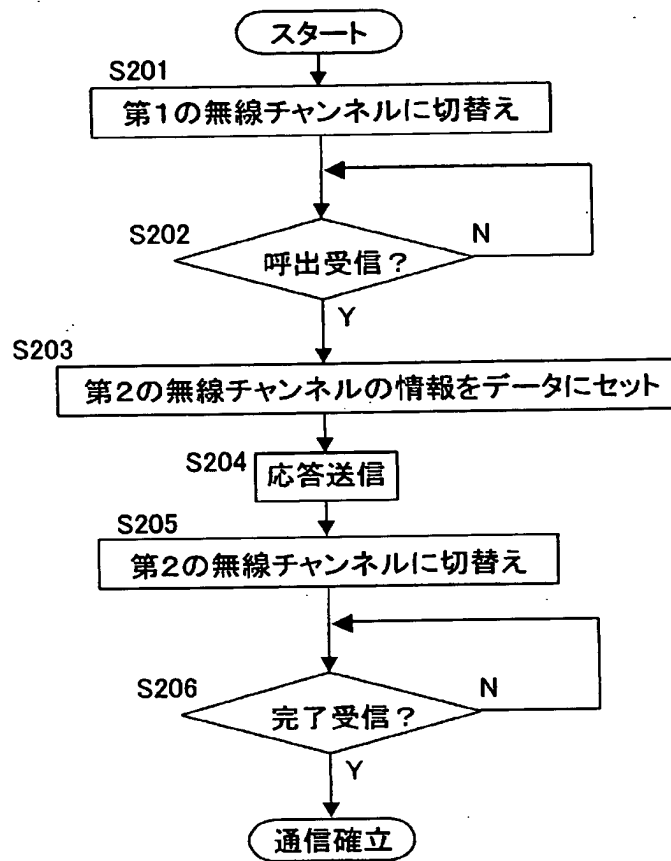 スタート
S201
第1の無線チャンネルに切替え
S202
呼出受信？
N
Y
S203
第2の無線チャンネルの情報をデータにセット
S204
応答送信
S205
第2の無線チャンネルに切替え
S206
完了受信？
N
Y
通信確立